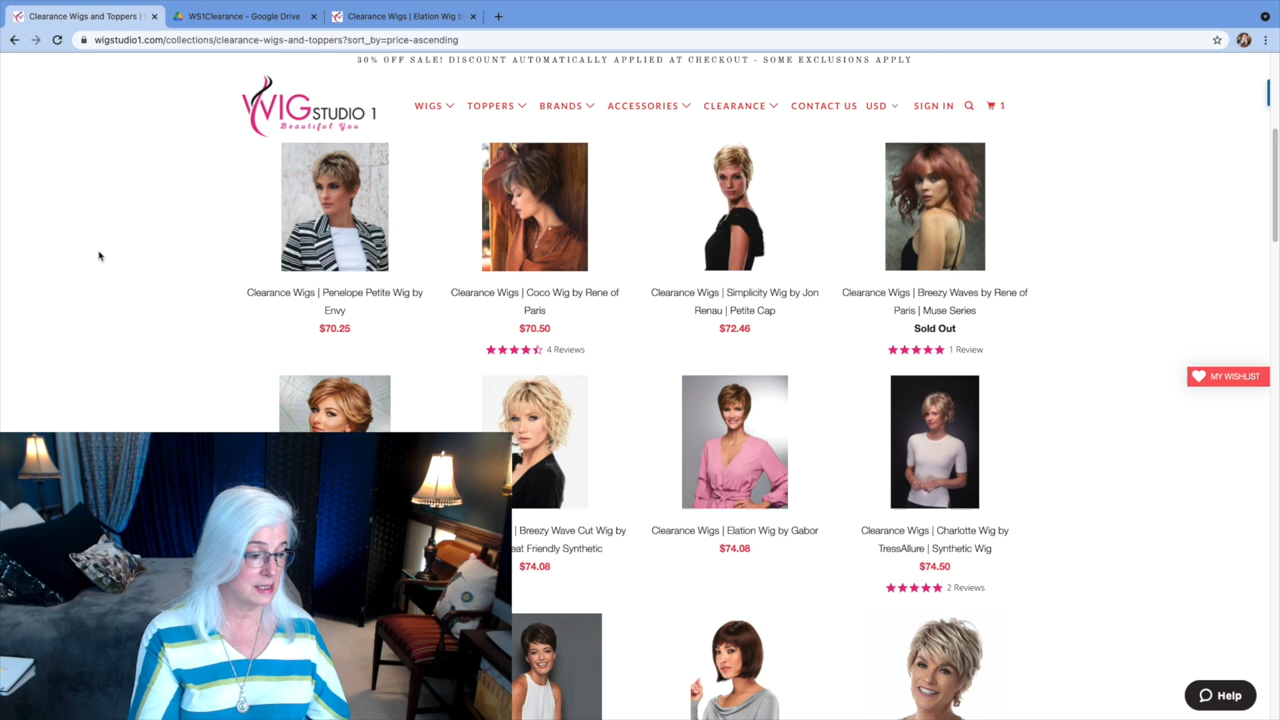 Clearance Wigs and Toppers |
WS1Clearance - Google Drive
Clearance Wigs | Elation Wig b
wigstudio1.com/collections/clearance-wigs-and-toppers?sort_by=price-ascending
30% OFF SALE! DISCOUNT AUTOMATICALLY APPLIED AT CHECKOUT - SOME EXCLUSIONS APPLY
WIG STUDIO 1
Beautiful You
WIGS TOPPERS BRANDS ACCESSORIES CLEARANCE CONTACT US USD SIGN IN 1
Clearance Wigs | Penelope Petite Wig by
Envy
$70.25
Clearance Wigs | Coco Wig by Rene of
Paris
$70.50
4 Reviews
Clearance Wigs | Simplicity Wig by Jon
Renau | Petite Cap
$72.46
Clearance Wigs | Breezy Waves by Rene of
Paris | Muse Series
Sold Out
1 Review
MY WISHLIST
| Breezy Wave Cut Wig by
eat Friendly Synthetic
$74.08
Clearance Wigs | Elation Wig by Gabor
$74.08
Clearance Wigs | Charlotte Wig by
TressAllure | Synthetic Wig
$74.50
2 Reviews
Help